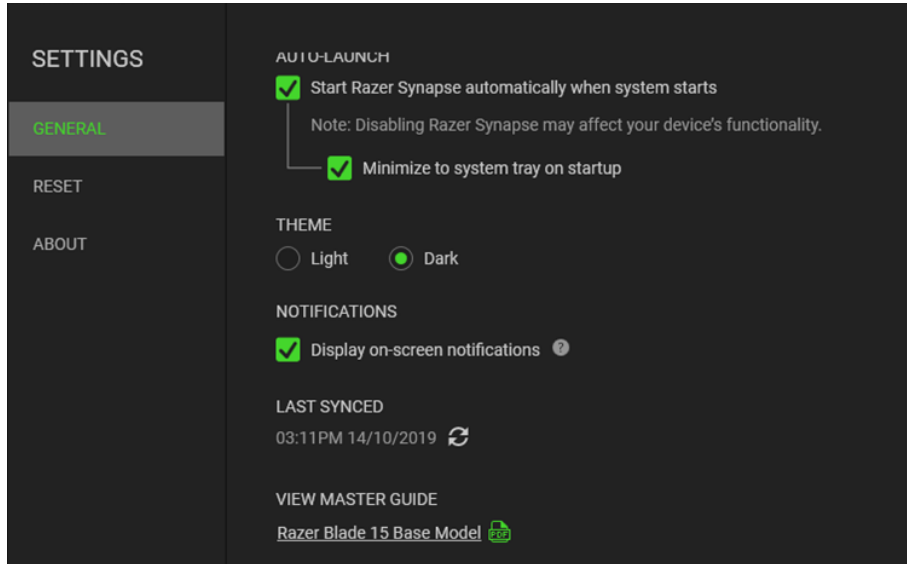 SETTINGS
GENERAL
RESET
ABOUT
AUTO-LAUNCH
Start Razer Synapse automatically when system starts
Note: Disabling Razer Synapse may affect your device's functionality.
Minimize to system tray on startup
THEME
Light Dark
NOTIFICATIONS
Display on-screen notifications ?
LAST SYNCED
03:11PM 14/10/2019
VIEW MASTER GUIDE
Razer Blade 15 Base Model PDF